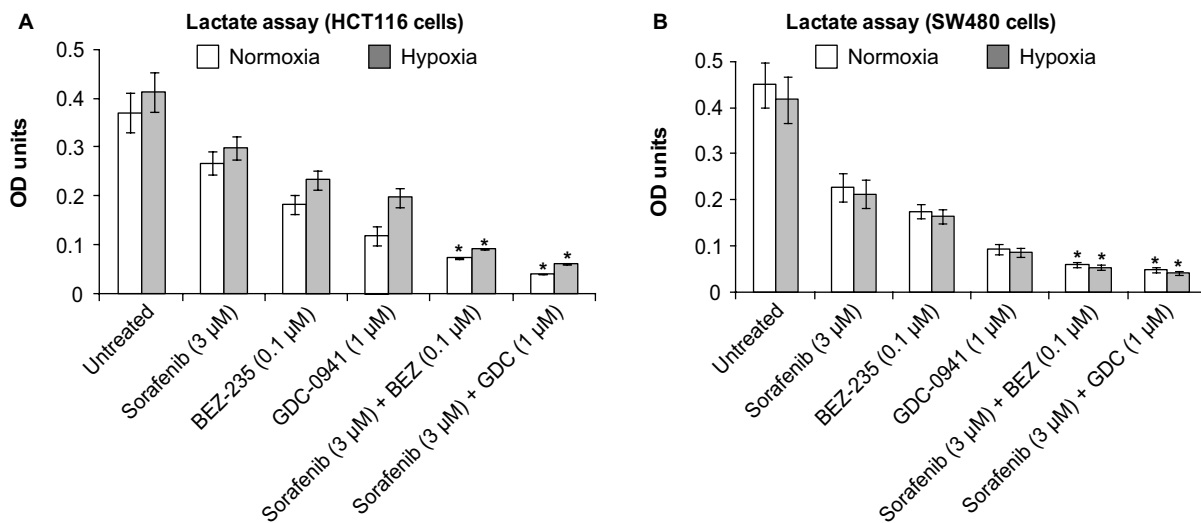 A
Lactate assay (HCT116 cells)
Normoxia
Hypoxia
OD units
0.5
0.4
0.3
0.2
0.1
0
*
*
*
*
Untreated
Sorafenib (3 µM)
BEZ-235 (0.1 µM)
GDC-0941 (1 µM)
Sorafenib (3 µM) + BEZ (0.1 µM)
Sorafenib (3 µM) + GDC (1 µM)
B
Lactate assay (SW480 cells)
Normoxia
Hypoxia
OD units
0.5
0.4
0.3
0.2
0.1
0
*
*
*
*
Untreated
Sorafenib (3 µM)
BEZ-235 (0.1 µM)
GDC-0941 (1 µM)
Sorafenib (3 µM) + BEZ (0.1 µM)
Sorafenib (3 µM) + GDC (1 µM)